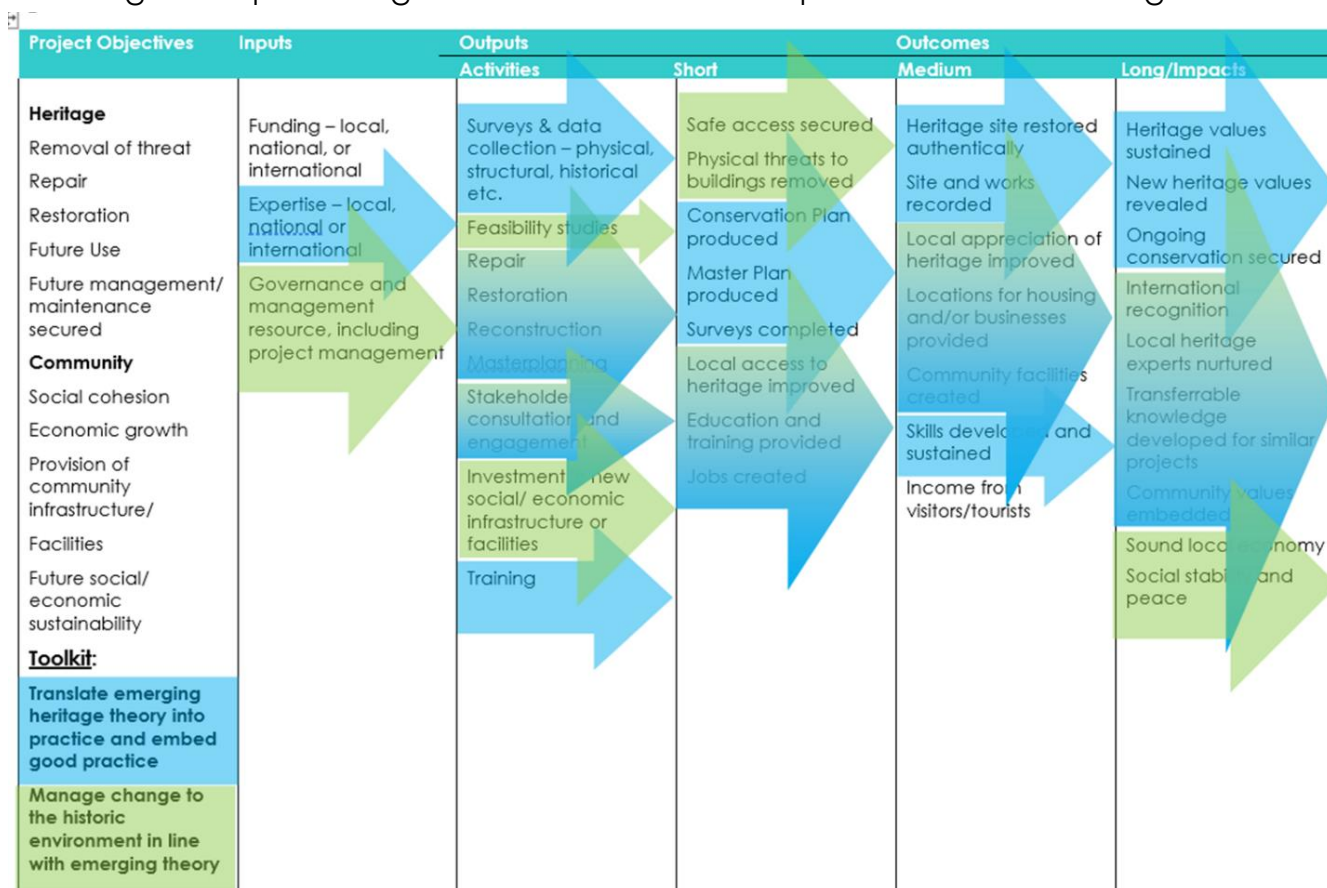 Project Objectives
Inputs
Outputs
Outcomes
Activities
Short
Medium
Long/Impacts
Heritage
Removal of threat
Repair
Restoration
Future Use
Future management/
maintenance
secured
Community
Social cohesion
Economic growth
Provision of
community
infrastructure/
Facilities
Future social/
economic
sustainability
Toolkit:
Translate emerging
heritage theory into
practice and embed
good practice
Manage change to
the historic
environment in line
with emerging theory
Funding – local,
national, or
international
Expertise – local,
national or
international
Governance and
management
resource, including
project management
Surveys & data
collection – physical,
structural, historical
etc.
Feasibility studies
Repair
Restoration
Reconstruction
Masterplanning
Stakeholder
consultation and
engagement
Investment new
social/ economic
infrastructure or
facilities
Training
Safe access secured
Physical threats to
buildings removed
Conservation Plan
produced
Master Plan
produced
Surveys completed
Local access to
heritage improved
Education and
training provided
Jobs created
Heritage site restored
authentically
Site and works
recorded
Local appreciation of
heritage improved
Locations for housing
and/or businesses
provided
Community facilities
created
Skills developed and
sustained
Income from
visitors/tourists
Heritage values
sustained
New heritage values
revealed
Ongoing
conservation secured
International
recognition
Local heritage
experts nurtured
Transferrable
knowledge
developed for similar
projects
Community values
embedded
Sound local economy
Social stability and
peace